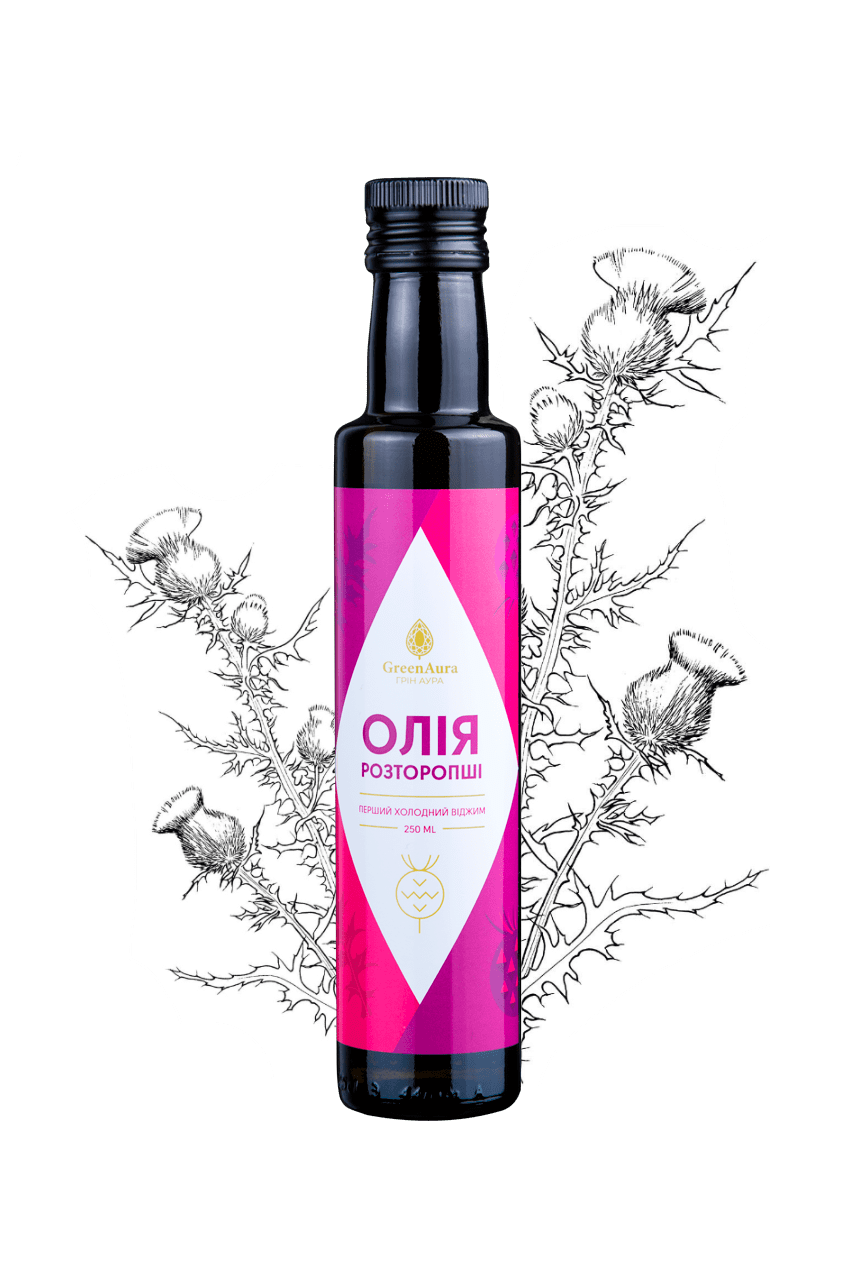 GreenAura
ГРІН АУРА
ОЛІЯ
РОЗТОРОПШІ
ПЕРШИЙ ХОЛОДНИЙ ВІДЖИМ
250 ML